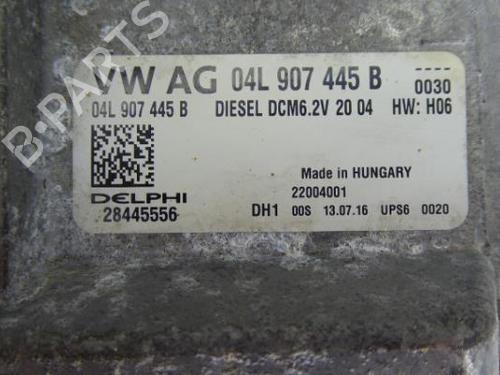 B-PARTS
VW AG 04L 907 445 B 0030
04L 907 445 B DIESEL DCM6.2V 20 04 HW: H06
Made in HUNGARY
DELPHI 22004001
28445556 DH1 00S 13.07.16 UPS6 0020